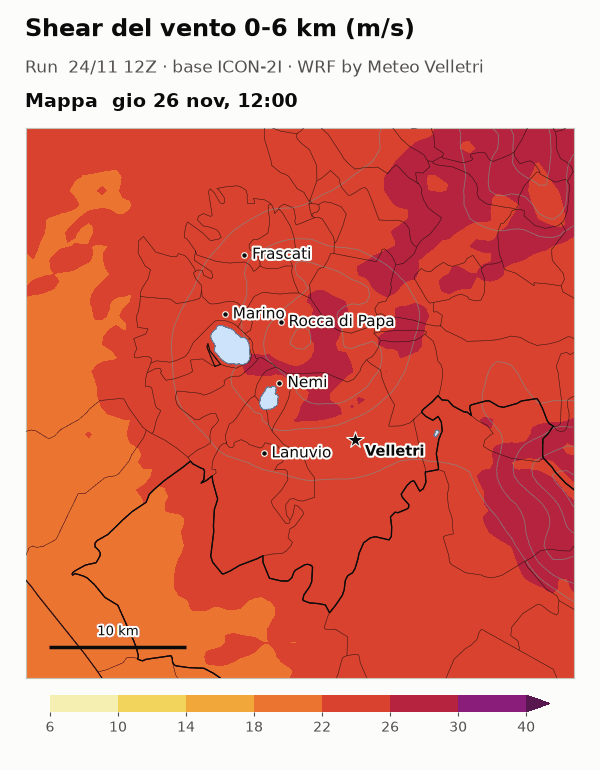 Shear del vento 0-6 km (m/s)
Run  24/11 12Z · base ICON-2I · WRF by Meteo Velletri
Mappa  gio 26 nov, 12:00
Frascati
Marino
Rocca di Papa
Nemi
Velletri
Lanuvio
10 km
6 10 14 18 22 26 30 40